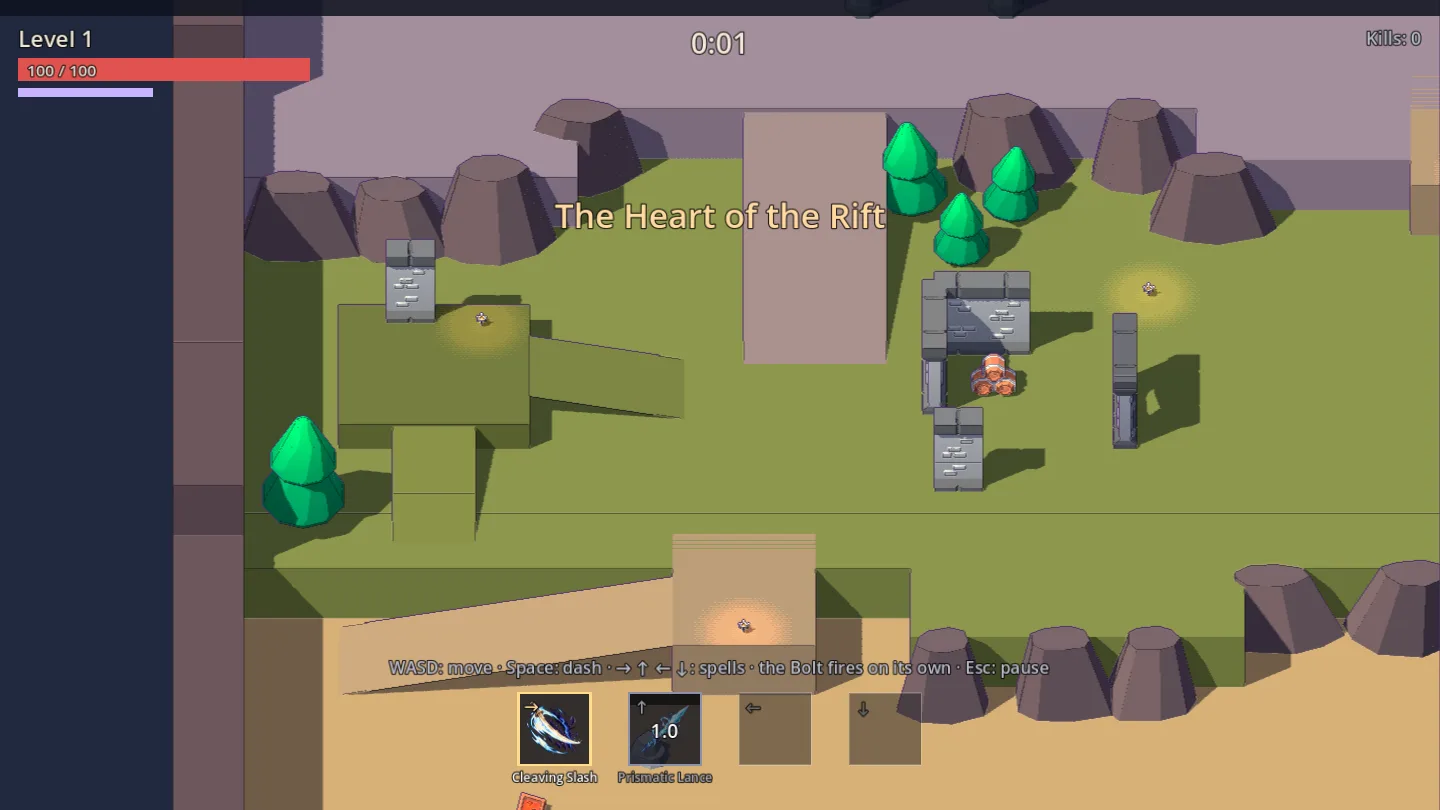 Level 1
0:01
Kills: 0
100 / 100
The Heart of the Rift
WASD: move · Space: dash · → ↑ ← ↓: spells · the Bolt fires on its own · Esc: pause
→
↑
←
↓
1.0
Cleaving Slash
Prismatic Lance